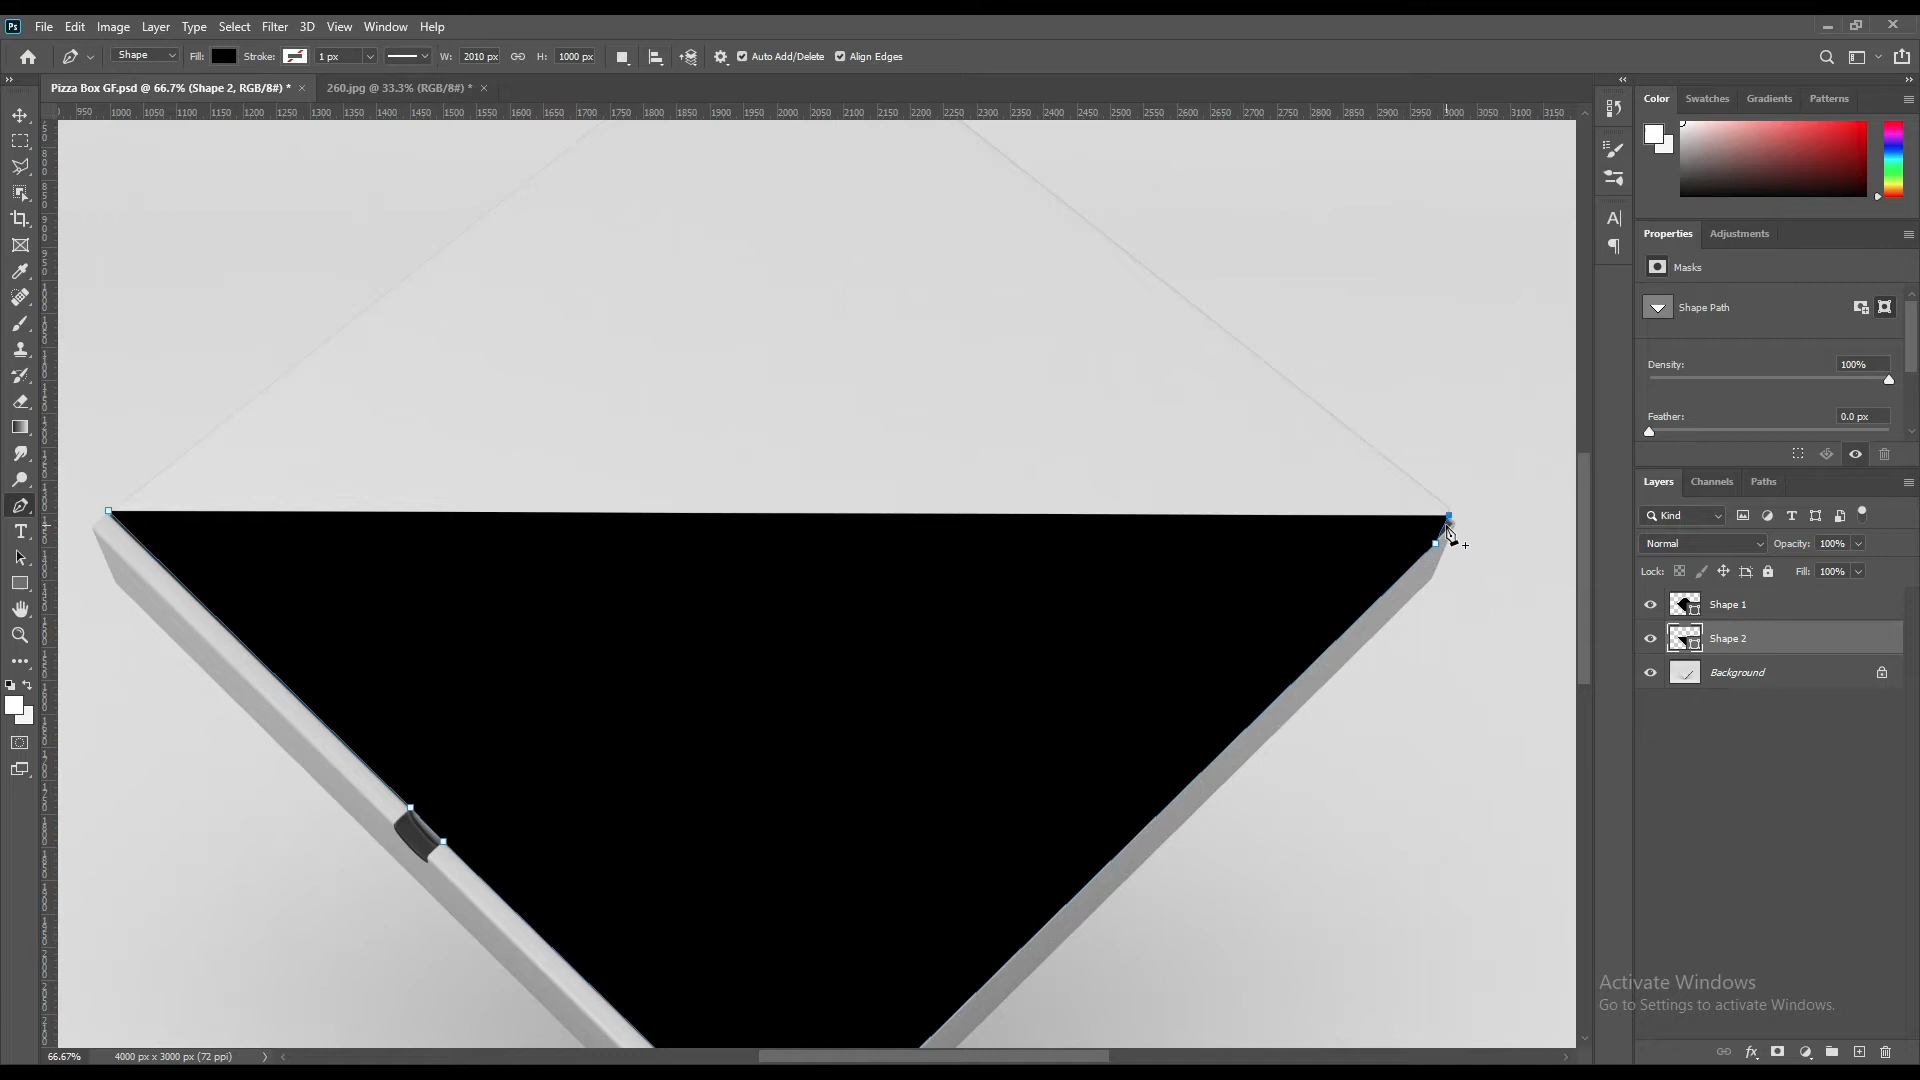 Ps File Edit Image Layer Type Select Filter 3D View Window Help
Shape Fill: Stroke: 1 px W: 2010 px H: 1000 px Auto Add/Delete Align Edges
Pizza Box GF.psd @ 66.7% (Shape 2, RGB/8#) * × 260.jpg @ 33.3% (RGB/8#) * ×
950 1000 1050 1100 1150 1200 1250 1300 1350 1400 1450 1500 1550 1600 1650 1700 1750 1800 1850 1900 1950 2000 2050 2100 2150 2200 2250 2300 2350 2400 2450 2500 2550 2600 2650 2700 2750 2800 2850 2900 2950 3000 3050 3100 3150
Color Swatches Gradients Patterns
Properties Adjustments
Masks
Shape Path
Density: 100%
Feather: 0.0 px
Layers Channels Paths
Kind
Normal Opacity: 100%
Lock: Fill: 100%
Shape 1
Shape 2
Background
Activate Windows
Go to Settings to activate Windows.
66.67% 4000 px x 3000 px (72 ppi)